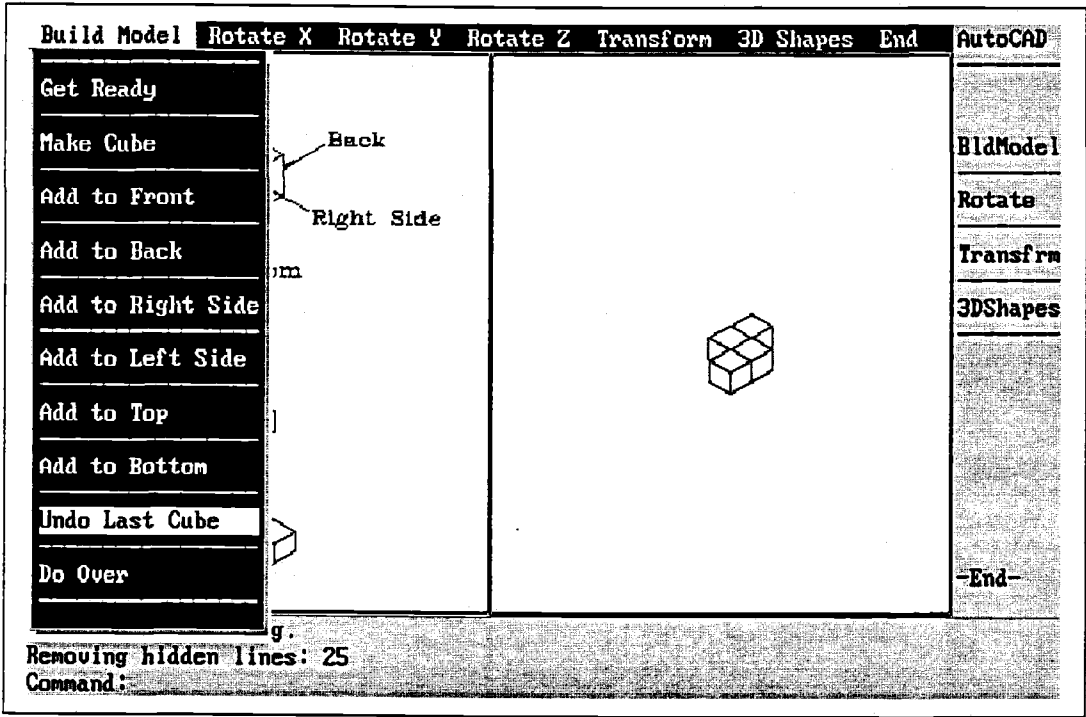 Build Model Rotate X Rotate Y Rotate Z Transform 3D Shapes End AutoCAD
Get Ready
Make Cube
Add to Front
Add to Back
Add to Right Side
Add to Left Side
Add to Top
Add to Bottom
Undo Last Cube
Do Over
Back
Right Side
om
g.
BldModel
Rotate
Transfrm
3DShapes
-End-
Removing hidden lines: 25
Command: